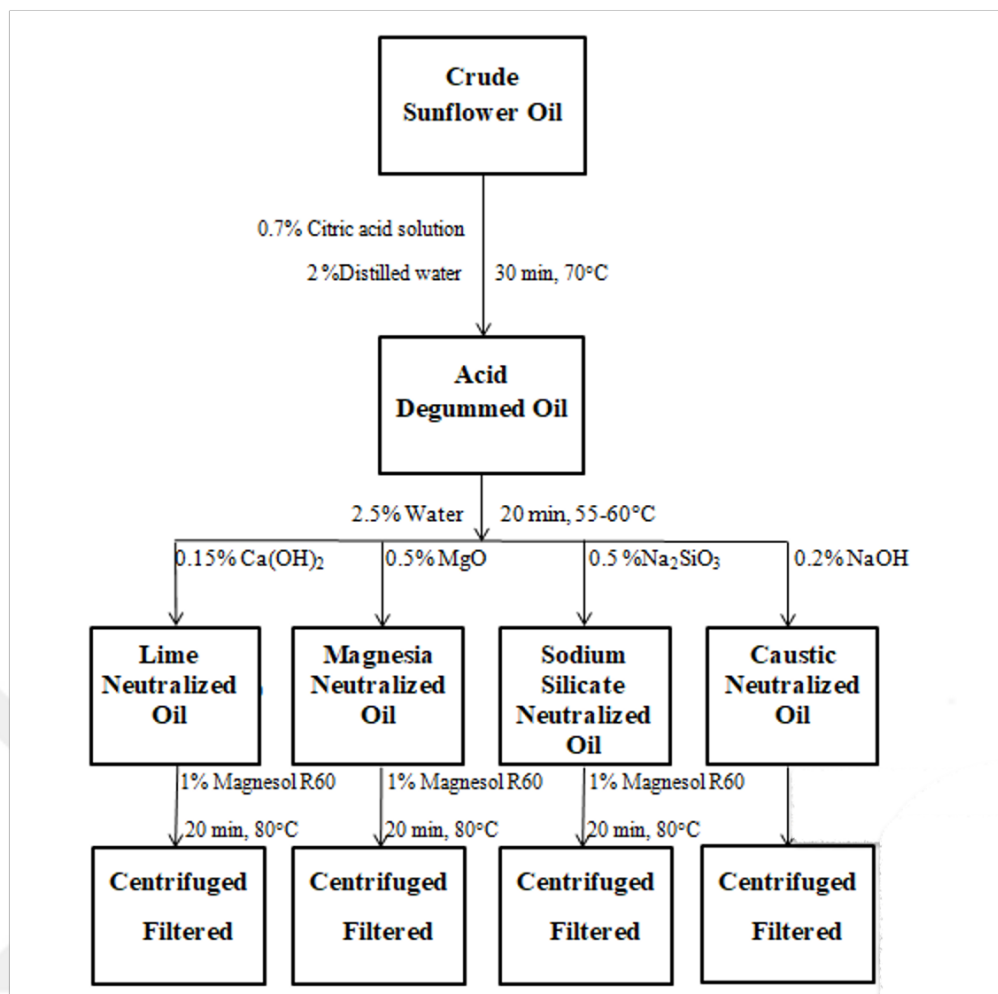 Crude
Sunflower Oil
0.7% Citric acid solution
2%Distilled water
30 min, 70°C
Acid
Degummed Oil
2.5% Water
20 min, 55-60°C
0.15% Ca(OH)₂
0.5% MgO
0.5 %Na₂SiO₃
0.2% NaOH
Lime
Neutralized
Oil
Magnesia
Neutralized
Oil
Sodium
Silicate
Neutralized
Oil
Caustic
Neutralized
Oil
1% Magnesol R60
20 min, 80°C
1% Magnesol R60
20 min, 80°C
1% Magnesol R60
20 min, 80°C
Centrifuged
Filtered
Centrifuged
Filtered
Centrifuged
Filtered
Centrifuged
Filtered